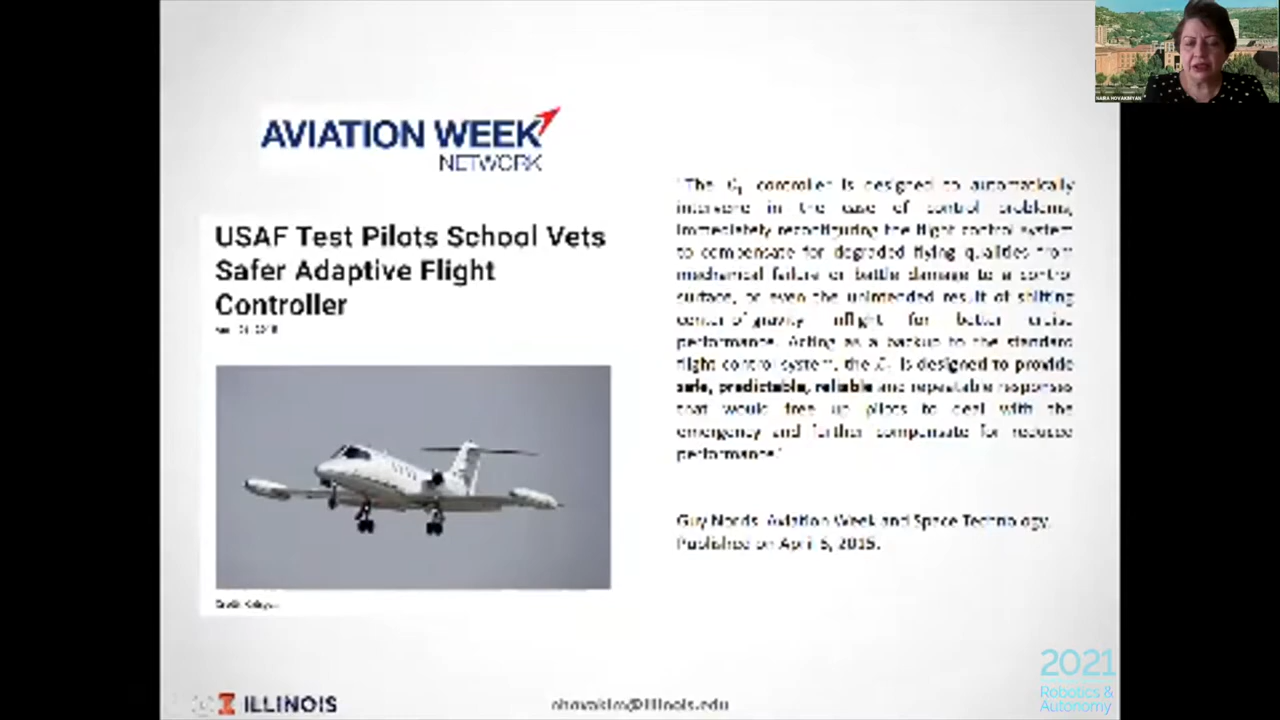 AVIATION WEEK
NETWORK
USAF Test Pilots School Vets
Safer Adaptive Flight
Controller
"The L1 controller is designed to automatically
intervene in the case of control problems,
immediately reconfiguring the flight control system
to compensate for degraded flying qualities from
mechanical failure or battle damage to a control
surface, or even the unintended result of shifting
center-of-gravity inflight for better cruise
performance. Acting as a backup to the standard
flight control system, the L1 is designed to provide
safe, predictable, reliable and repeatable responses
that would free up pilots to deal with the
emergency and further compensate for reduced
performance."
Guy Norris, Aviation Week and Space Technology,
Published on April 6, 2015.
ILLINOIS
nhovakim@illinois.edu
2021
Robotics &
Autonomy